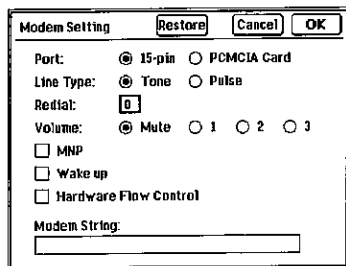 Modem Setting Restore Cancel OK
Port: 15-pin PCMCIA Card
Line Type: Tone Pulse
Redial: 0
Volume: Mute 1 2 3
MNP
Wake up
Hardware Flow Control
Modem String: